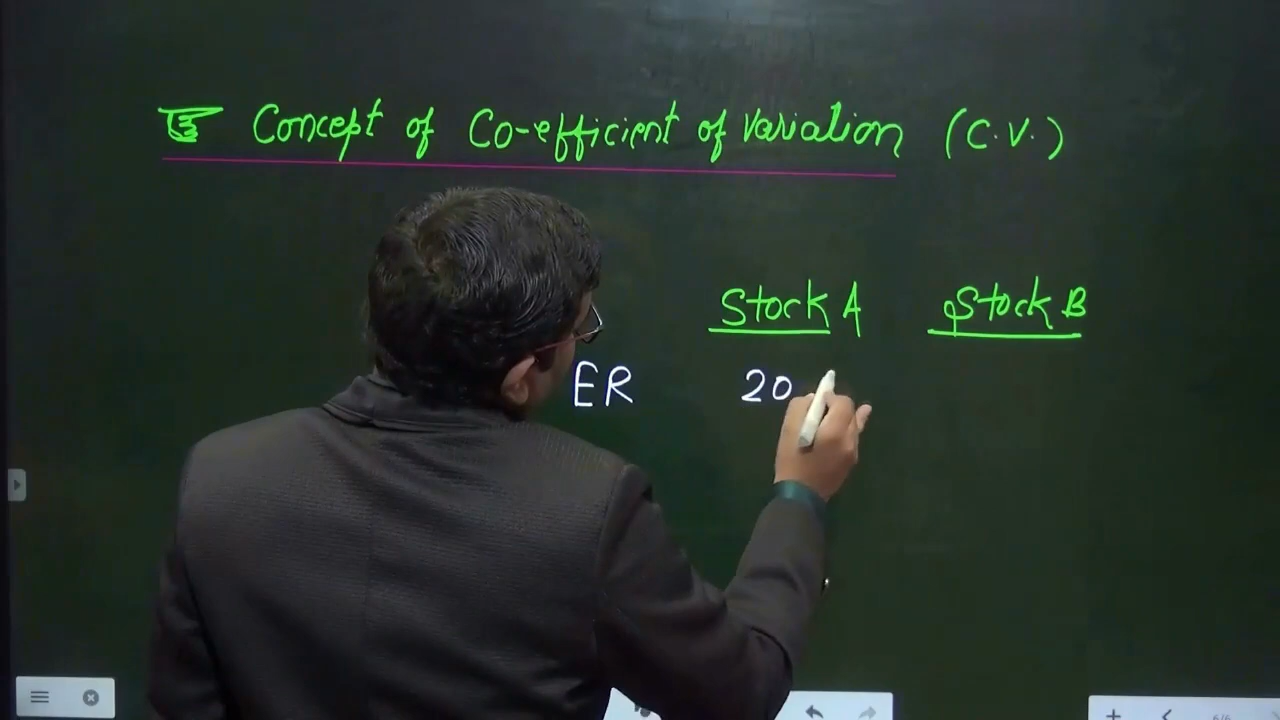 Concept of Co-efficient of variation (C.V.)
Stock A Stock B
ER 20